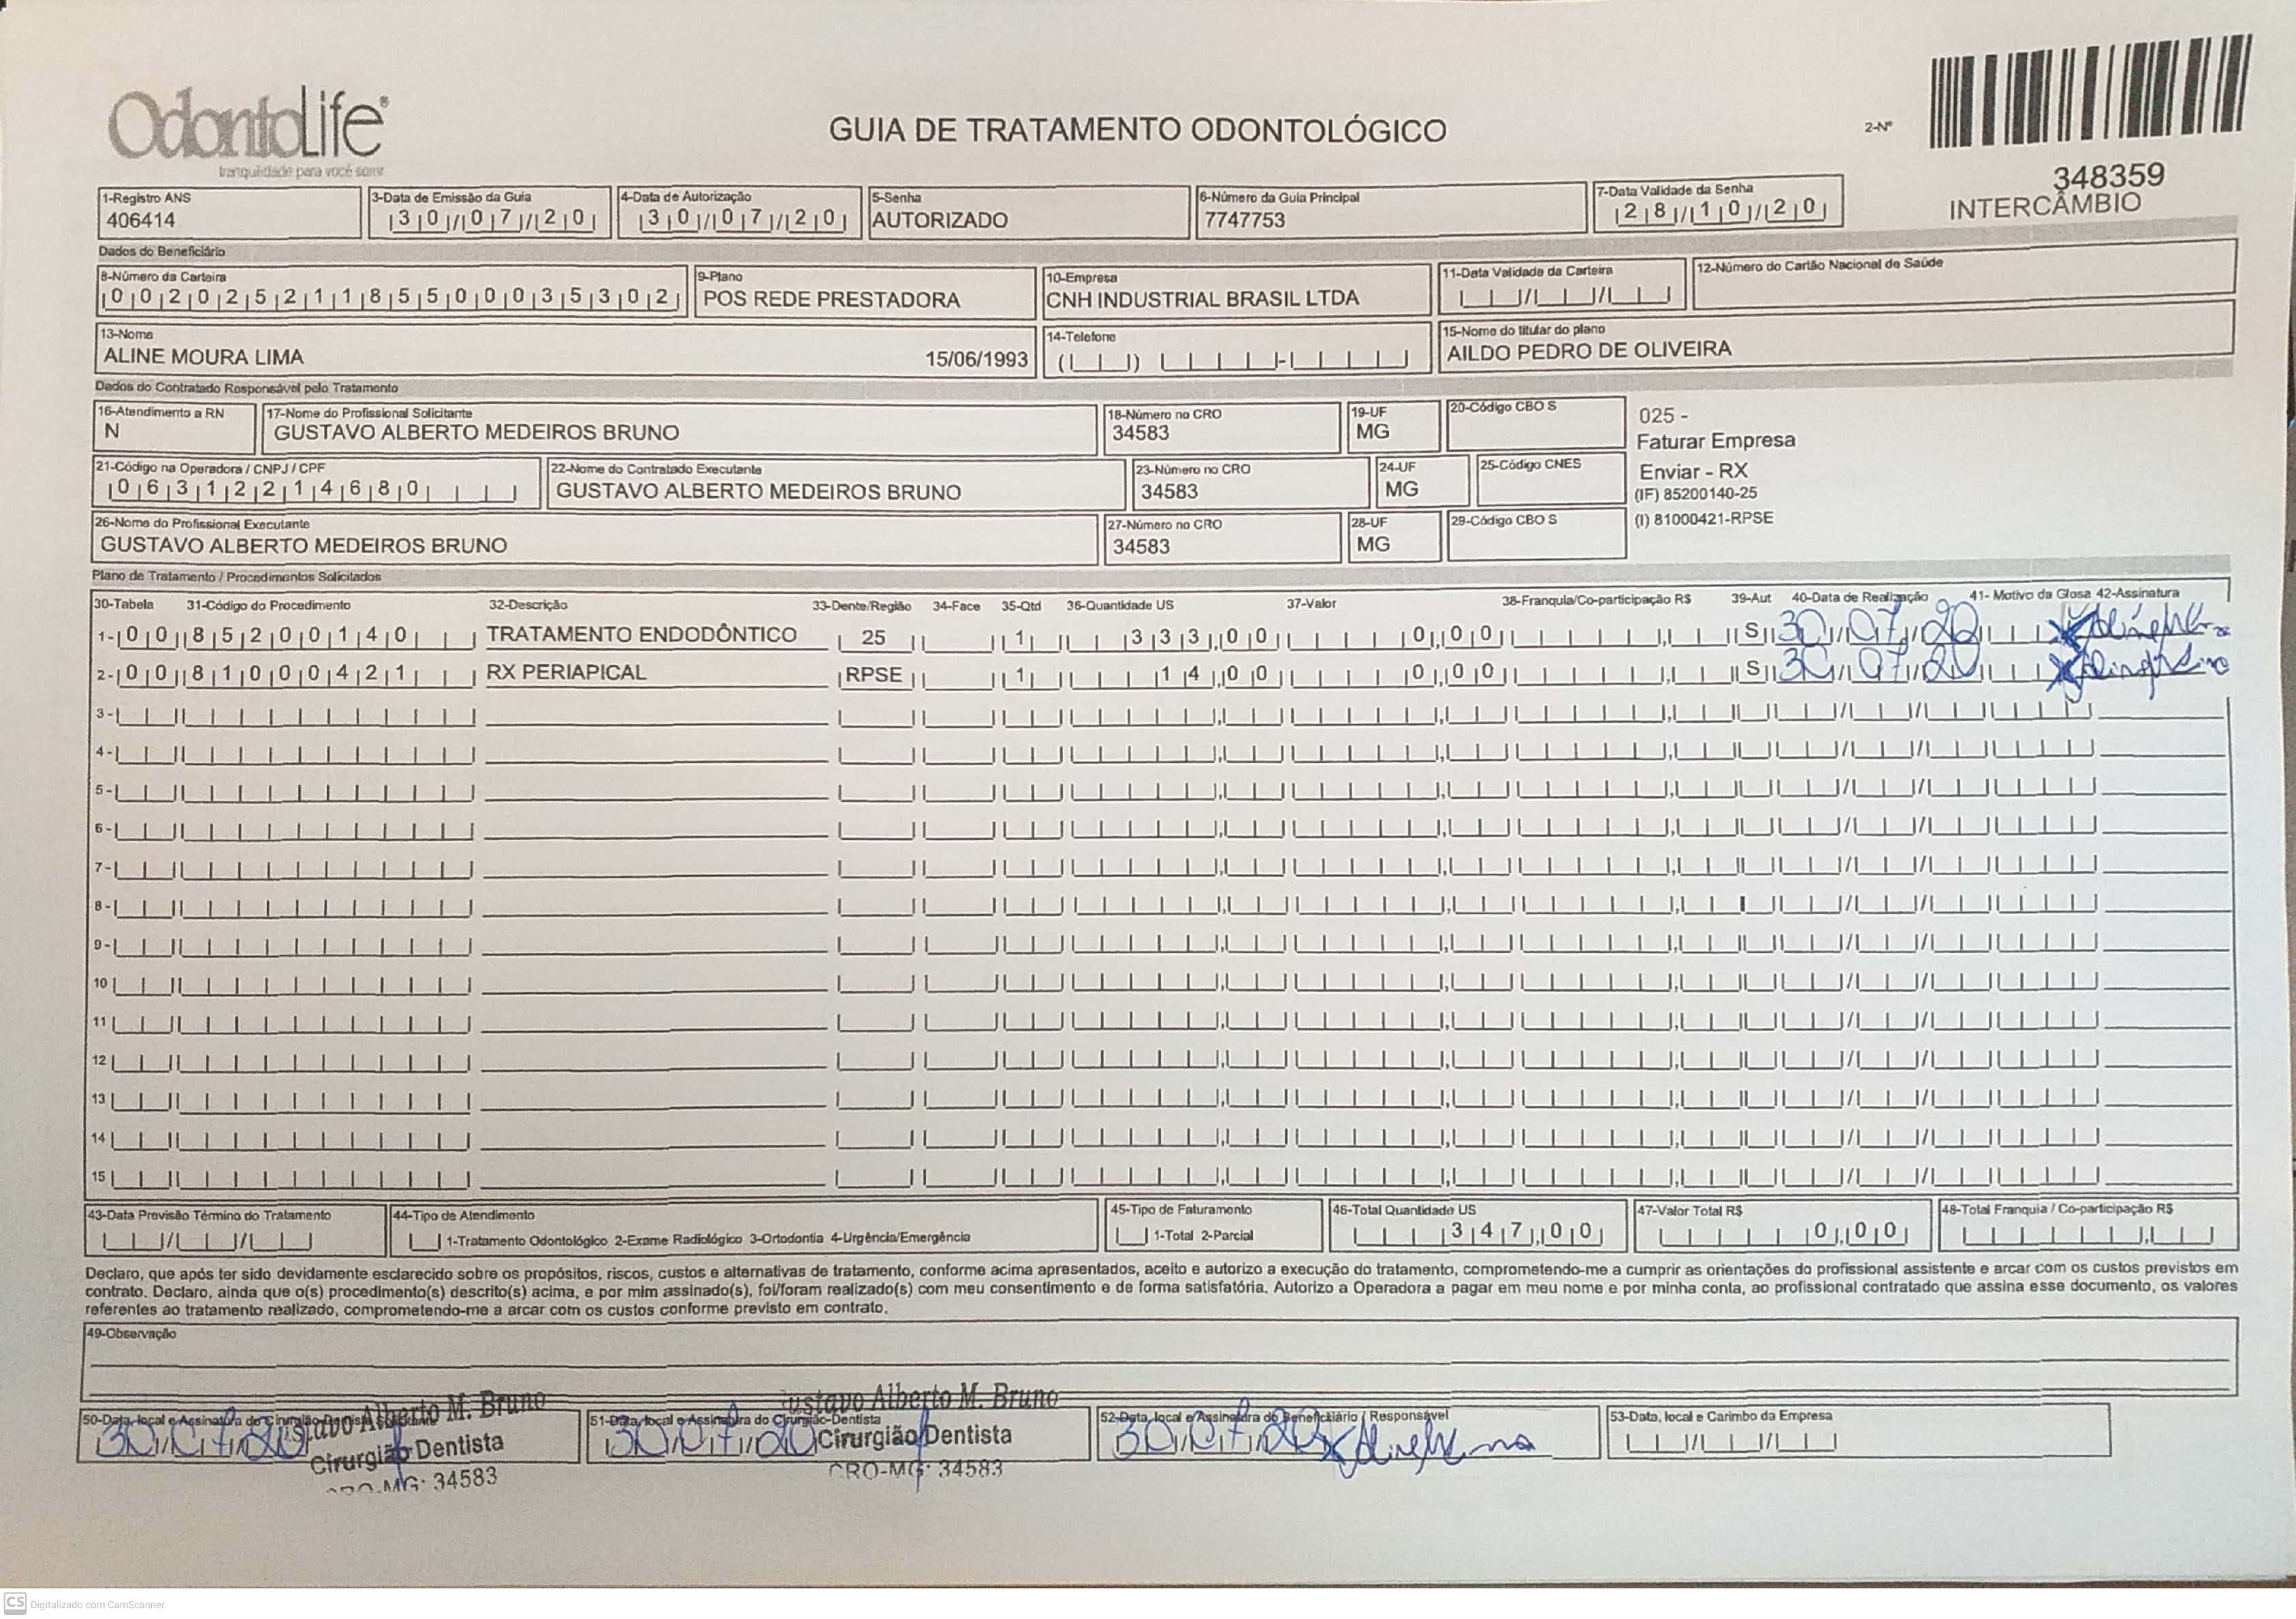 OdontoLife®
tranquilidade para você sorrir
GUIA DE TRATAMENTO ODONTOLÓGICO
2-Nº
348359
INTERCÂMBIO
1-Registro ANS
406414
3-Data de Emissão da Guia
30/07/20
4-Data de Autorização
30/07/20
5-Senha
AUTORIZADO
6-Número da Guia Principal
7747753
7-Data Validade da Senha
28/10/20
Dados do Beneficiário
8-Número da Carteira
00202521185500035302
9-Plano
POS REDE PRESTADORA
10-Empresa
CNH INDUSTRIAL BRASIL LTDA
11-Data Validade da Carteira
12-Número do Cartão Nacional de Saúde
13-Nome
ALINE MOURA LIMA 15/06/1993
14-Telefone
15-Nome do titular do plano
AILDO PEDRO DE OLIVEIRA
Dados do Contratado Responsável pelo Tratamento
16-Atendimento a RN
N
17-Nome do Profissional Solicitante
GUSTAVO ALBERTO MEDEIROS BRUNO
18-Número no CRO
34583
19-UF
MG
20-Código CBO S
025 -
Faturar Empresa
Enviar - RX
(IF) 85200140-25
(I) 81000421-RPSE
21-Código na Operadora / CNPJ / CPF
06312214680
22-Nome do Contratado Executante
GUSTAVO ALBERTO MEDEIROS BRUNO
23-Número no CRO
34583
24-UF
MG
25-Código CNES
26-Nome do Profissional Executante
GUSTAVO ALBERTO MEDEIROS BRUNO
27-Número no CRO
34583
28-UF
MG
29-Código CBO S
Plano de Tratamento / Procedimentos Solicitados
30-Tabela 31-Código do Procedimento 32-Descrição 33-Dente/Região 34-Face 35-Qtd 36-Quantidade US 37-Valor 38-Franquia/Co-participação R$ 39-Aut 40-Data de Realização 41- Motivo da Glosa 42-Assinatura
1- 00 85200140 TRATAMENTO ENDODÔNTICO 25 1 333,00 0,00 S 30/07/20
2- 00 81000421 RX PERIAPICAL RPSE 1 14,00 0,00 S 30/07/20
3-
4-
5-
6-
7-
8-
9-
10
11
12
13
14
15
43-Data Previsão Término do Tratamento
44-Tipo de Atendimento
1-Tratamento Odontológico 2-Exame Radiológico 3-Ortodontia 4-Urgência/Emergência
45-Tipo de Faturamento
1-Total 2-Parcial
46-Total Quantidade US
347,00
47-Valor Total R$
0,00
48-Total Franquia / Co-participação R$
Declaro, que após ter sido devidamente esclarecido sobre os propósitos, riscos, custos e alternativas de tratamento, conforme acima apresentados, aceito e autorizo a execução do tratamento, comprometendo-me a cumprir as orientações do profissional assistente e arcar com os custos previstos em
contrato. Declaro, ainda que o(s) procedimento(s) descrito(s) acima, e por mim assinado(s), foi/foram realizado(s) com meu consentimento e de forma satisfatória. Autorizo a Operadora a pagar em meu nome e por minha conta, ao profissional contratado que assina esse documento, os valores
referentes ao tratamento realizado, comprometendo-me a arcar com os custos conforme previsto em contrato.
49-Observação
50-Data, local e Assinatura do Cirurgião-Dentista Solicitante
30/07/20
Alberto M. Bruno
Cirurgião Dentista
MG: 34583
51-Data, local e Assinatura do Cirurgião-Dentista
30/07/20
Alberto M. Bruno
Cirurgião Dentista
CRO-MG: 34583
52-Data, local e Assinatura do Beneficiário / Responsável
30/07/20
53-Data, local e Carimbo da Empresa
CS Digitalizado com CamScanner